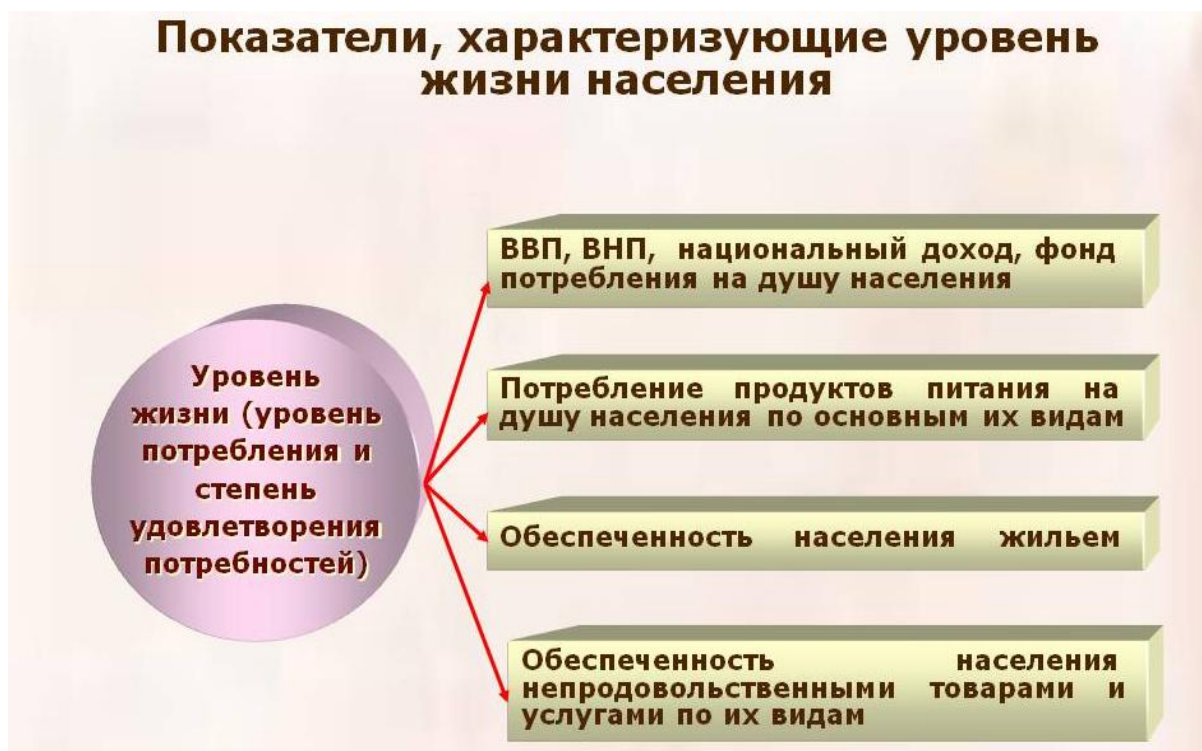 Показатели, характеризующие уровень
жизни населения
ВВП, ВНП, национальный доход, фонд
потребления на душу населения
Уровень
жизни (уровень
потребления и
степень
удовлетворения
потребностей)
Потребление продуктов питания на
душу населения по основным их видам
Обеспеченность населения жильем
Обеспеченность населения
непродовольственными товарами и
услугами по их видам